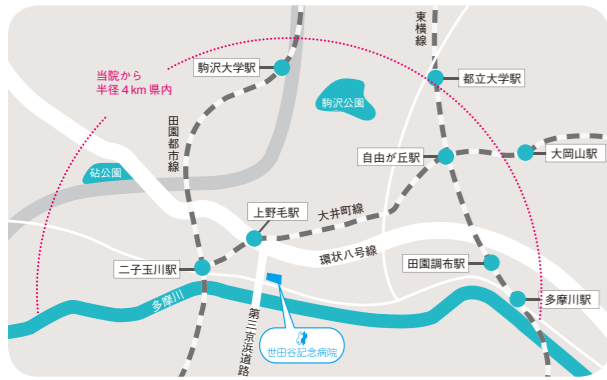 東横線
駒沢大学駅
当院から
半径4km県内
都立大学駅
駒沢公園
田園都市線
自由が丘駅
大岡山駅
砧公園
上野毛駅
大井町線
環状八号線
二子玉川駅
田園調布駅
多摩川
多摩川駅
第三京浜道路
世田谷記念病院